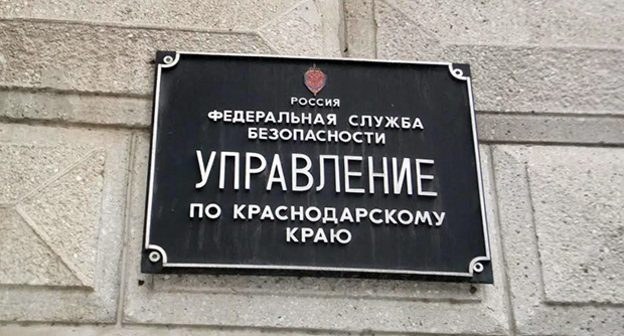 РОССИЯ
ФЕДЕРАЛЬНАЯ СЛУЖБА
БЕЗОПАСНОСТИ
УПРАВЛЕНИЕ
ПО КРАСНОДАРСКОМУ
КРАЮ